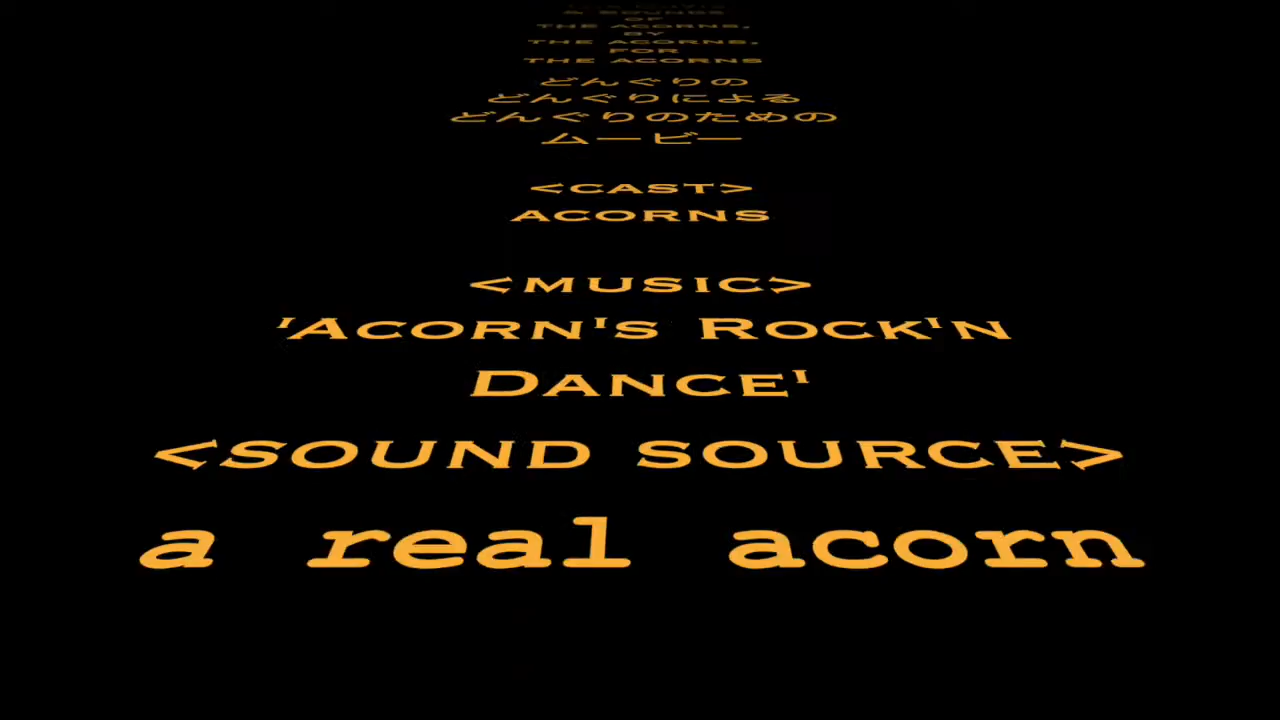 & SOUNDS
OF
THE ACORNS,
BY
THE ACORNS,
FOR
THE ACORNS
どんぐりの
どんぐりによる
どんぐりのための
ムービー
<CAST>
ACORNS
<MUSIC>
'ACORN'S ROCK'N
DANCE'
<SOUND SOURCE>
a real acorn